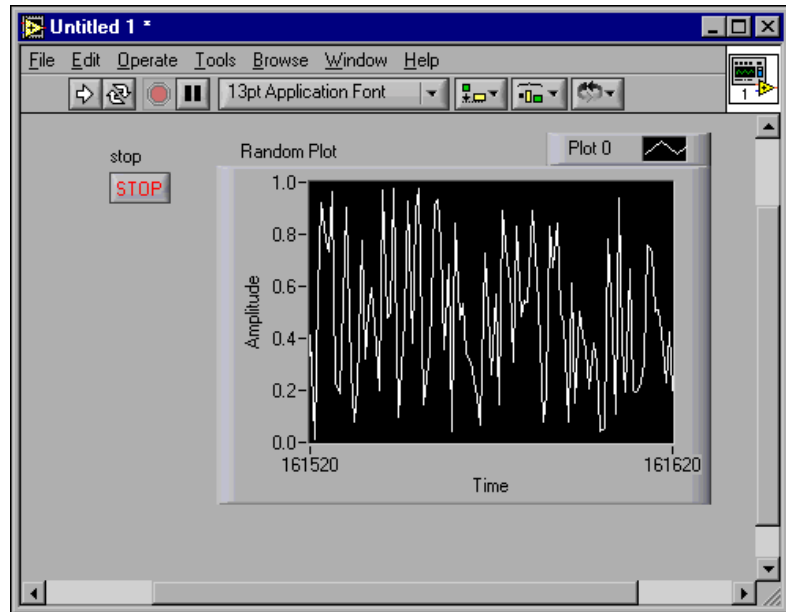 Untitled 1 *
File Edit Operate Tools Browse Window Help
13pt Application Font
1
stop
STOP
Random Plot
Plot 0
1.0
0.8
0.6
0.4
0.2
0.0
Amplitude
161520
161620
Time